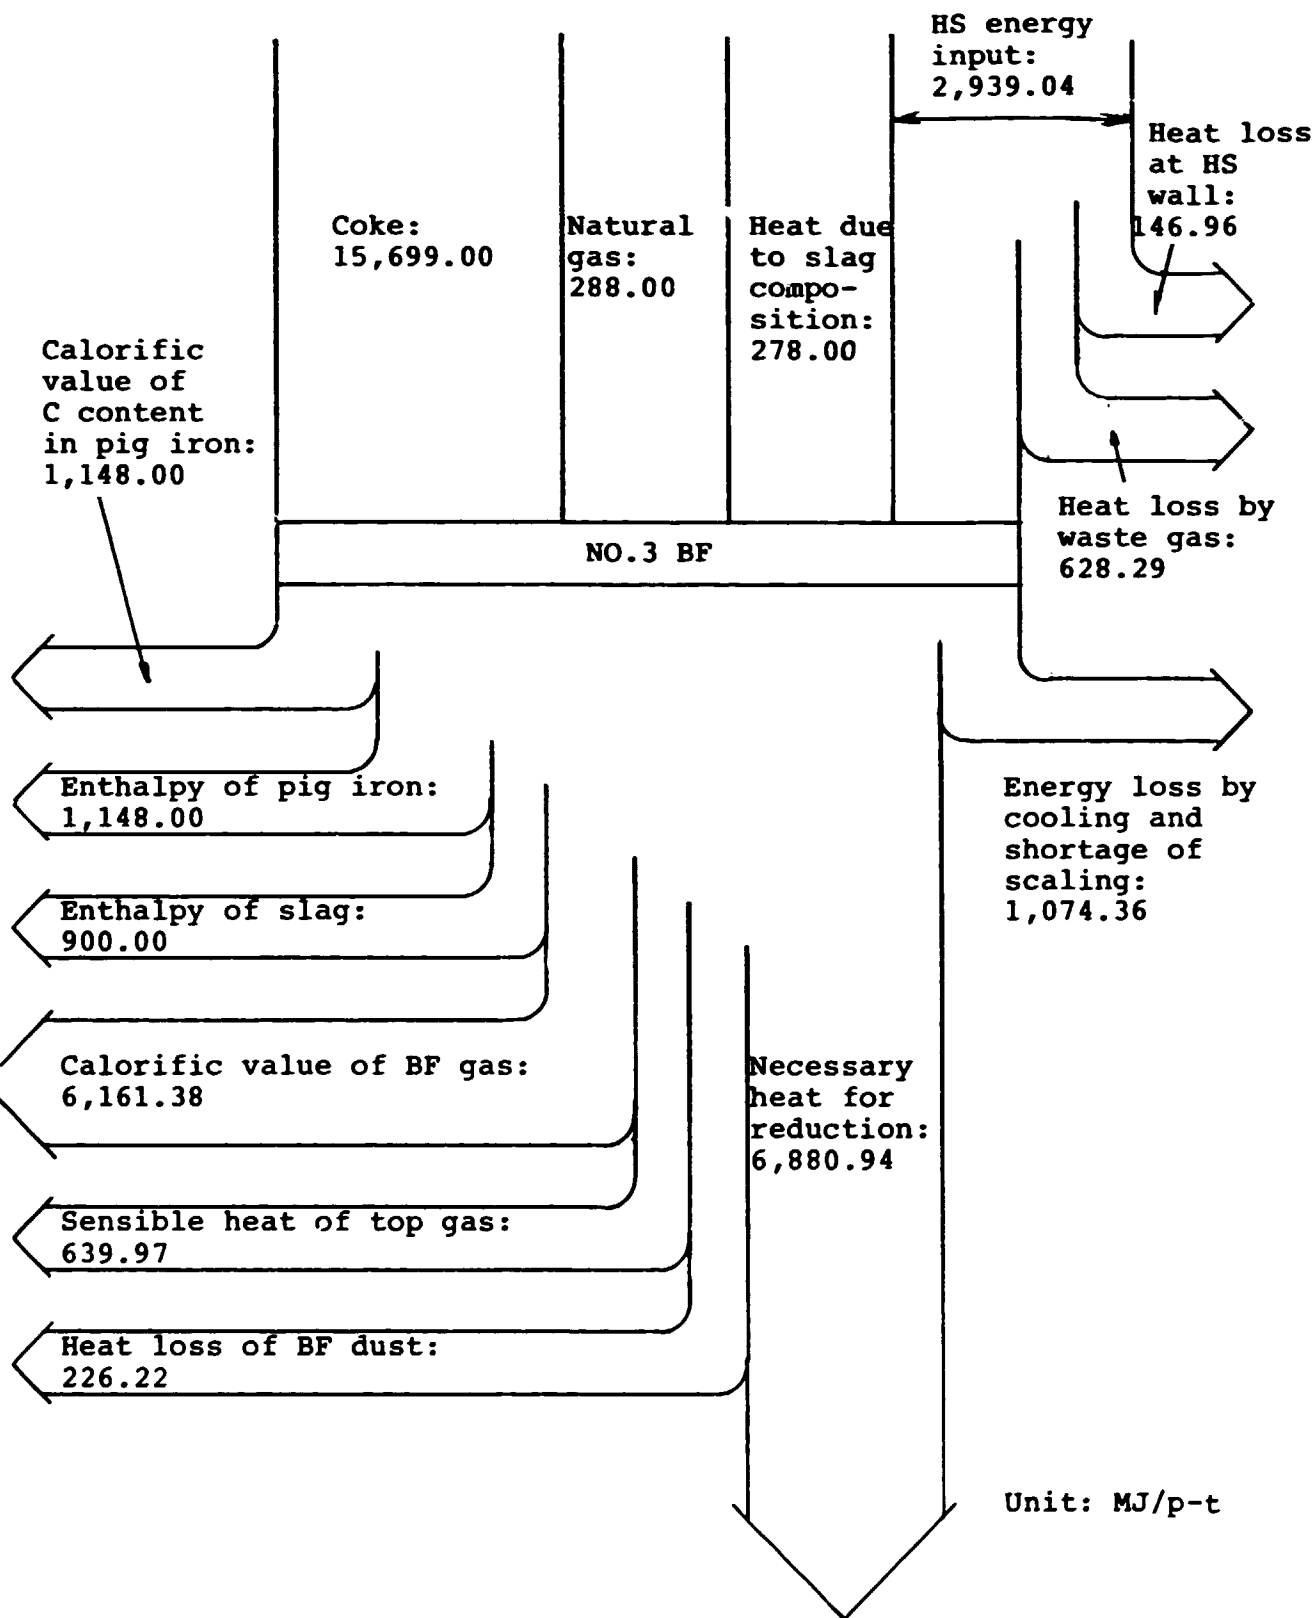 HS energy
input:
2,939.04
Heat loss
at HS
wall:
146.96
Coke:
15,699.00
Natural
gas:
288.00
Heat due
to slag
compo-
sition:
278.00
Calorific
value of
C content
in pig iron:
1,148.00
Heat loss by
waste gas:
628.29
NO.3 BF
Enthalpy of pig iron:
1,148.00
Energy loss by
cooling and
shortage of
scaling:
1,074.36
Enthalpy of slag:
900.00
Calorific value of BF gas:
6,161.38
Necessary
heat for
reduction:
6,880.94
Sensible heat of top gas:
639.97
Heat loss of BF dust:
226.22
Unit: MJ/p-t